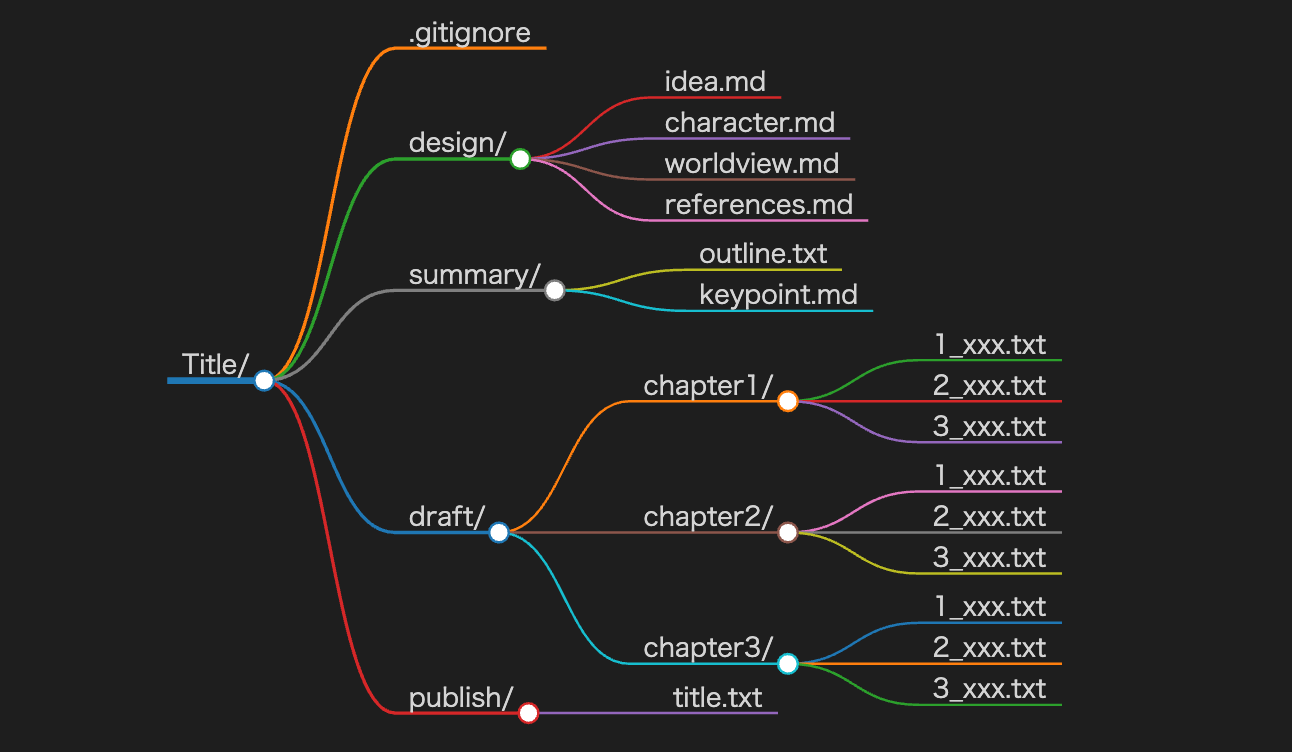 .gitignore
design/
idea.md
character.md
worldview.md
references.md
summary/
outline.txt
keypoint.md
Title/
draft/
chapter1/
1_xxx.txt
2_xxx.txt
3_xxx.txt
chapter2/
1_xxx.txt
2_xxx.txt
3_xxx.txt
chapter3/
1_xxx.txt
2_xxx.txt
3_xxx.txt
publish/
title.txt